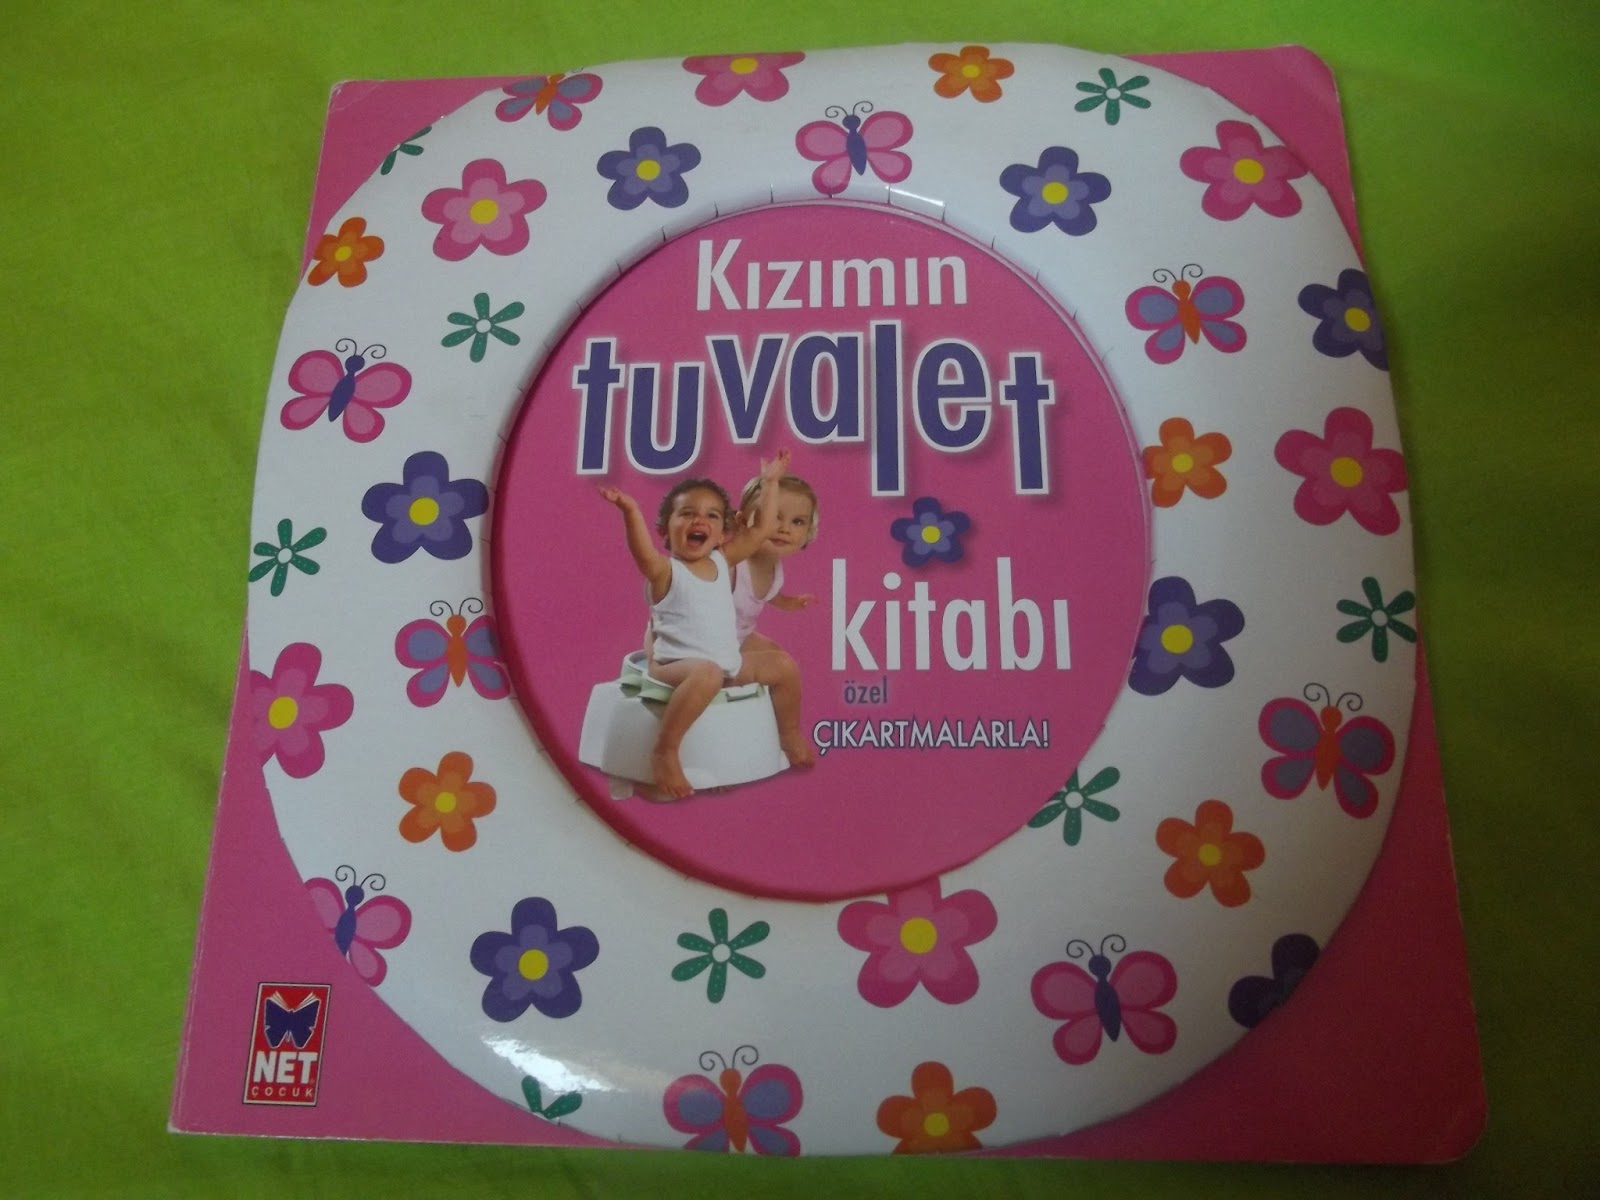 Kızımın
tuvalet
kitabı
özel
ÇIKARTMALARLA!
NET
ÇOCUK